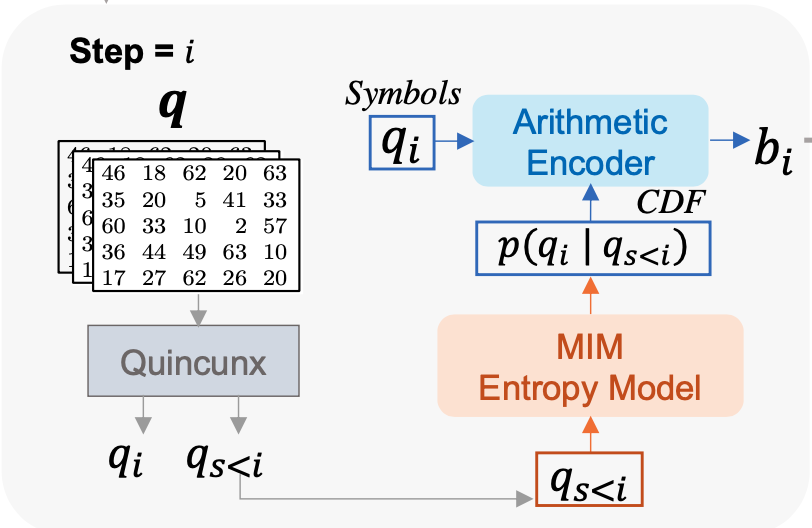 Step = i
q
46 18 62 20 63
35 20 5 41 33
60 33 10 2 57
36 44 49 63 10
17 27 62 26 20
Quincunx
q_i q_{s<i}
Symbols
q_i
Arithmetic
Encoder
b_i
CDF
p(q_i | q_{s<i})
MIM
Entropy Model
q_{s<i}